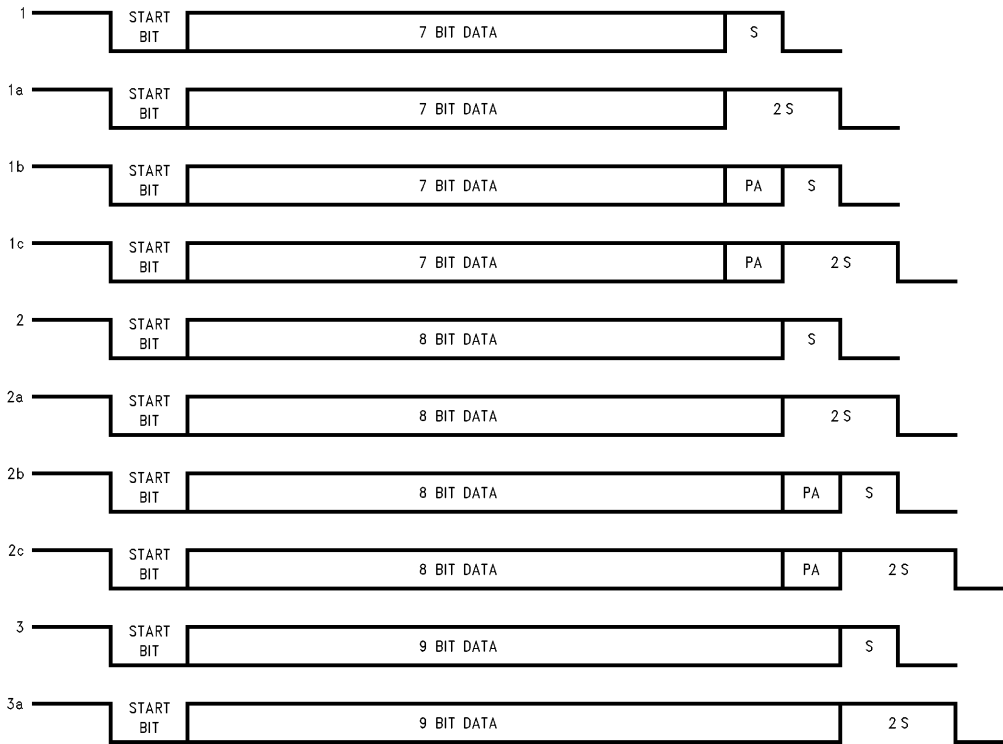 1 START BIT 7 BIT DATA S
1a START BIT 7 BIT DATA 2 S
1b START BIT 7 BIT DATA PA S
1c START BIT 7 BIT DATA PA 2 S
2 START BIT 8 BIT DATA S
2a START BIT 8 BIT DATA 2 S
2b START BIT 8 BIT DATA PA S
2c START BIT 8 BIT DATA PA 2 S
3 START BIT 9 BIT DATA S
3a START BIT 9 BIT DATA 2 S